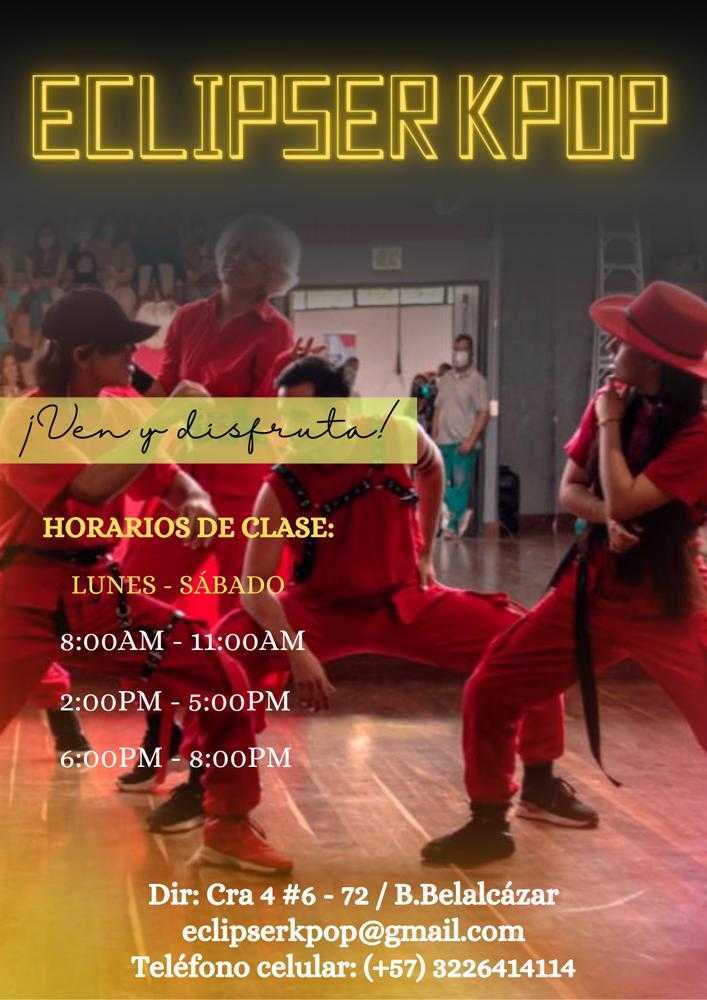 ECLIPSER KPOP
¡Ven y disfruta!
HORARIOS DE CLASE:
LUNES - SÁBADO
8:00AM - 11:00AM
2:00PM - 5:00PM
6:00PM - 8:00PM
Dir: Cra 4 #6 - 72 / B.Belalcázar
eclipserkpop@gmail.com
Teléfono celular: (+57) 3226414114